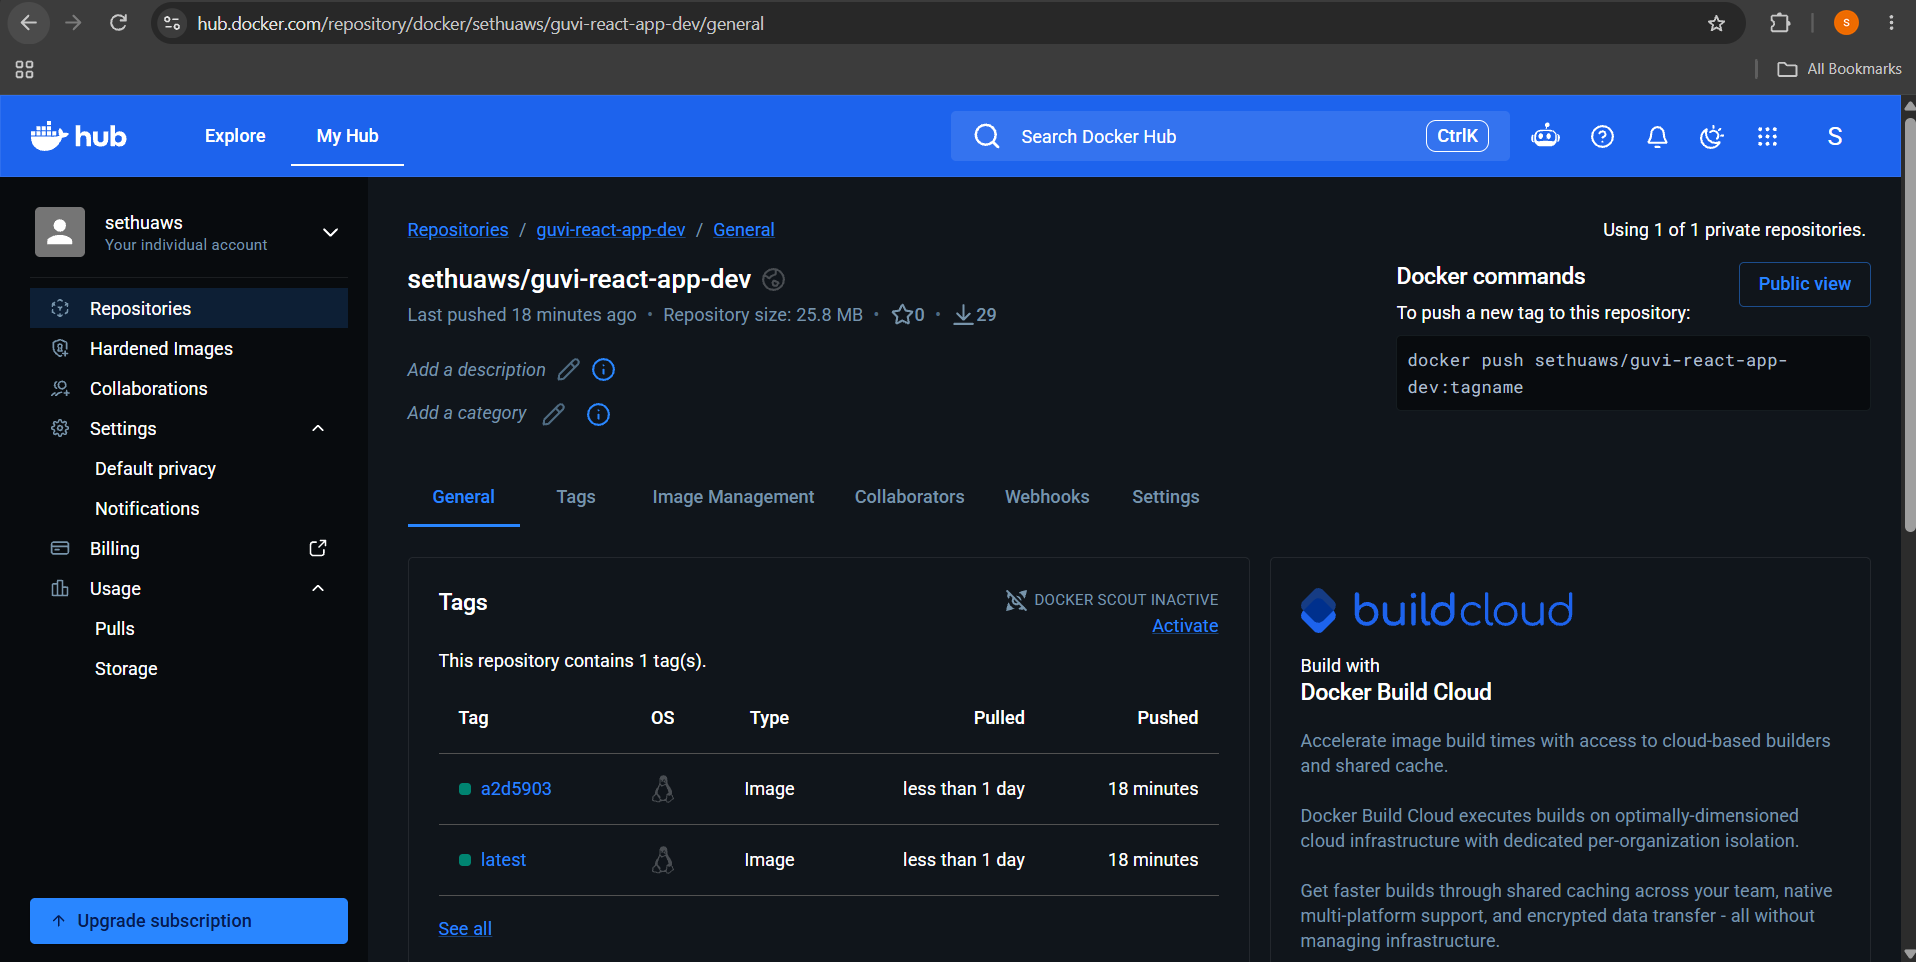 hub.docker.com/repository/docker/sethuaws/guvi-react-app-dev/general
S
All Bookmarks
hub
Explore
My Hub
Search Docker Hub
CtrlK
S
sethuaws
Your individual account
Repositories
Hardened Images
Collaborations
Settings
Default privacy
Notifications
Billing
Usage
Pulls
Storage
Upgrade subscription
Repositories / guvi-react-app-dev / General
Using 1 of 1 private repositories.
sethuaws/guvi-react-app-dev
Last pushed 18 minutes ago • Repository size: 25.8 MB • 0 • 29
Add a description
Add a category
Docker commands
Public view
To push a new tag to this repository:
docker push sethuaws/guvi-react-app-
dev:tagname
General Tags Image Management Collaborators Webhooks Settings
Tags
DOCKER SCOUT INACTIVE
Activate
This repository contains 1 tag(s).
Tag OS Type Pulled Pushed
a2d5903 Image less than 1 day 18 minutes
latest Image less than 1 day 18 minutes
See all
buildcloud
Build with
Docker Build Cloud
Accelerate image build times with access to cloud-based builders
and shared cache.
Docker Build Cloud executes builds on optimally-dimensioned
cloud infrastructure with dedicated per-organization isolation.
Get faster builds through shared caching across your team, native
multi-platform support, and encrypted data transfer - all without
managing infrastructure.